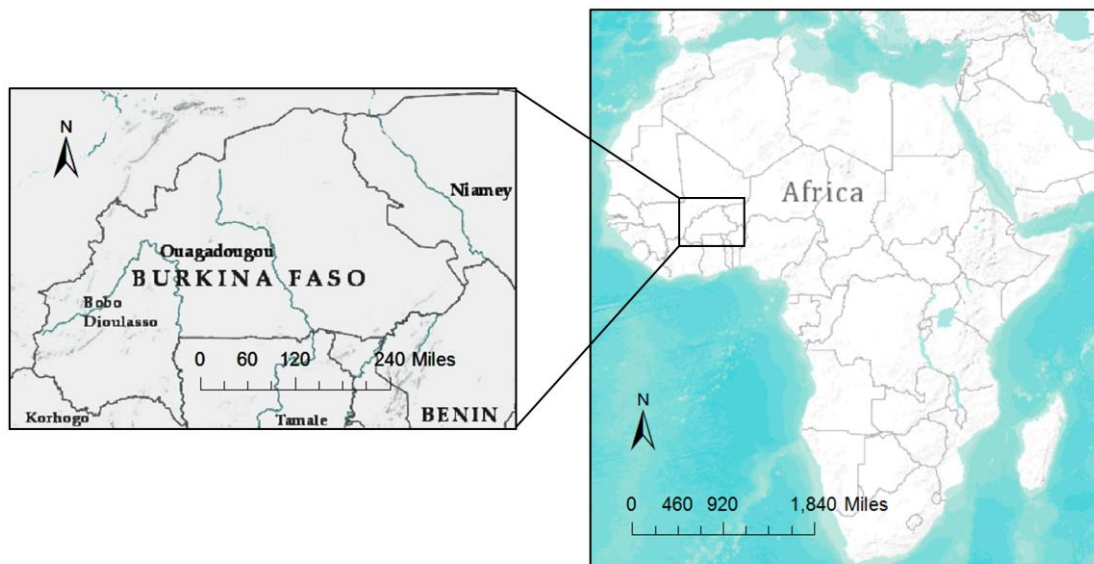 N
Niamey
Ouagadougou
BURKINA FASO
Bobo
Dioulasso
0 60 120 240 Miles
Korhogo
Tamale
BENIN
Africa
N
0 460 920 1,840 Miles